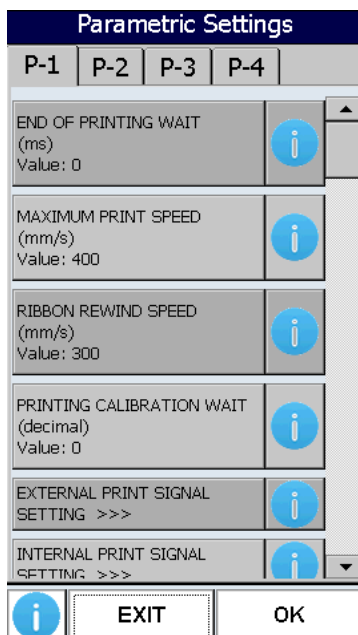 Parametric Settings
P-1 P-2 P-3 P-4
END OF PRINTING WAIT
(ms)
Value: 0
MAXIMUM PRINT SPEED
(mm/s)
Value: 400
RIBBON REWIND SPEED
(mm/s)
Value: 300
PRINTING CALIBRATION WAIT
(decimal)
Value: 0
EXTERNAL PRINT SIGNAL
SETTING >>>
INTERNAL PRINT SIGNAL
SETTING >>>
EXIT OK